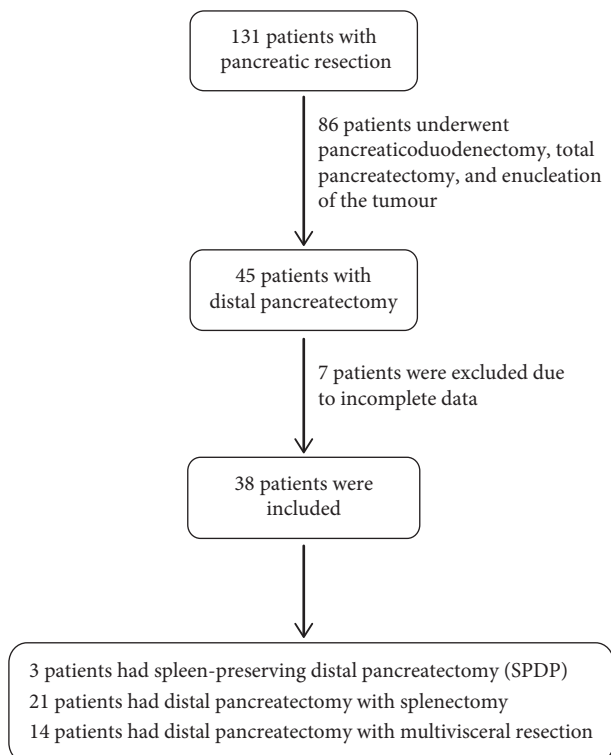 131 patients with
pancreatic resection
86 patients underwent
pancreaticoduodenectomy, total
pancreatectomy, and enucleation
of the tumour
45 patients with
distal pancreatectomy
7 patients were excluded due
to incomplete data
38 patients were
included
3 patients had spleen-preserving distal pancreatectomy (SPDP)
21 patients had distal pancreatectomy with splenectomy
14 patients had distal pancreatectomy with multivisceral resection